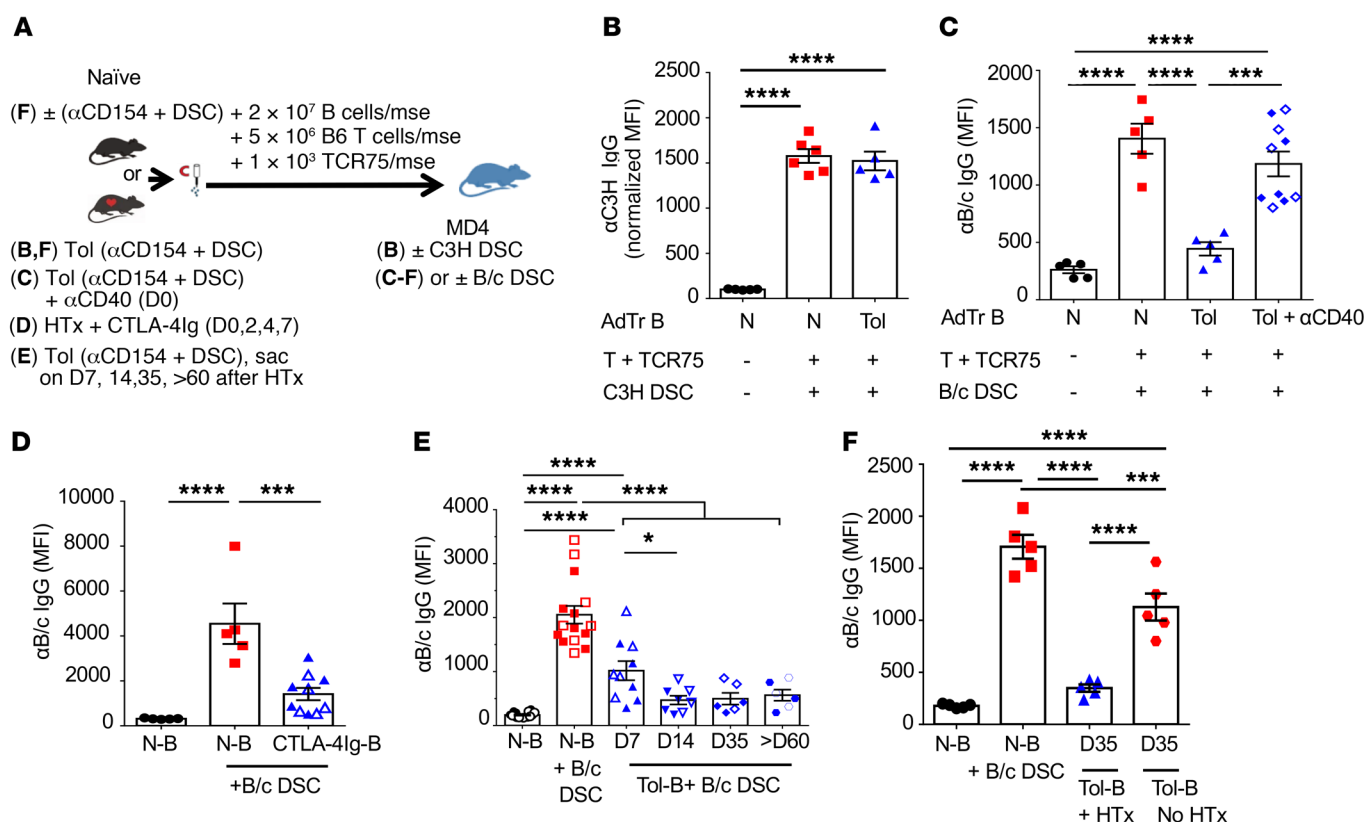 A
Naïve
(F) ± (αCD154 + DSC) + 2 × 10⁷ B cells/mse
+ 5 × 10⁶ B6 T cells/mse
+ 1 × 10³ TCR75/mse
or
MD4
(B,F) Tol (αCD154 + DSC)
(B) ± C3H DSC
(C) Tol (αCD154 + DSC)
(C-F) or ± B/c DSC
+ αCD40 (D0)
(D) HTx + CTLA-4Ig (D0,2,4,7)
(E) Tol (αCD154 + DSC), sac
on D7, 14,35, >60 after HTx
B
αC3H IgG
(normalized MFI)
2500
2000
1500
1000
500
0
****
****
AdTr B N N Tol
T + TCR75 - + +
C3H DSC - + +
C
αB/c IgG (MFI)
2000
1500
1000
500
0
****
**** **** ***
AdTr B N N Tol Tol + αCD40
T + TCR75 - + + +
B/c DSC - + + +
D
αB/c IgG (MFI)
10000
8000
6000
4000
2000
0
**** ***
N-B N-B CTLA-4Ig-B
+B/c DSC
E
αB/c IgG (MFI)
4000
3000
2000
1000
0
****
**** ****
****
*
N-B N-B D7 D14 D35 >D60
+ B/c
DSC
Tol-B+ B/c DSC
F
αB/c IgG (MFI)
2500
2000
1500
1000
500
0
****
**** **** ***
****
N-B N-B D35 D35
+ B/c DSC
Tol-B Tol-B
+ HTx No HTx